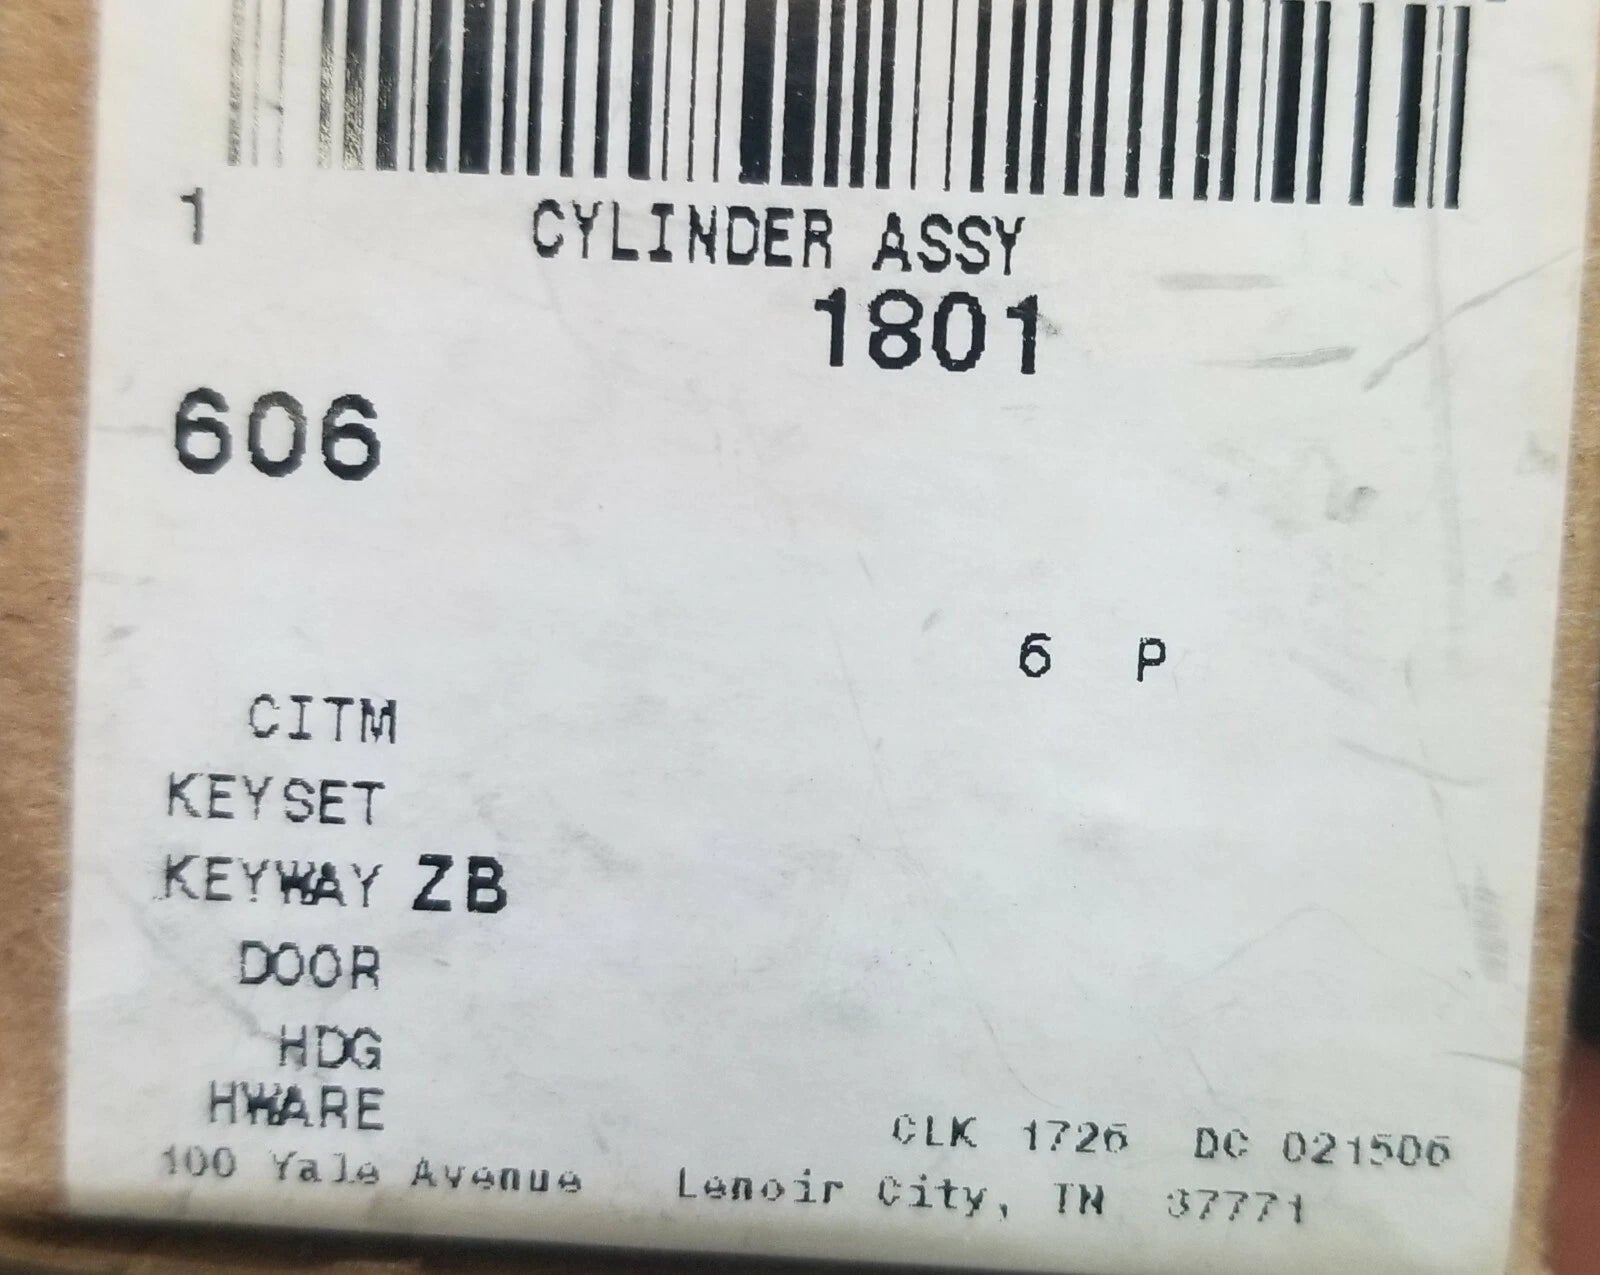 1 CYLINDER ASSY
1801
606
6 P
CITM
KEYSET
KEYWAY ZB
DOOR
HDG
HWARE
CLK 1726 DC 021506
100 Yale Avenue Lenoir City, TN 37771